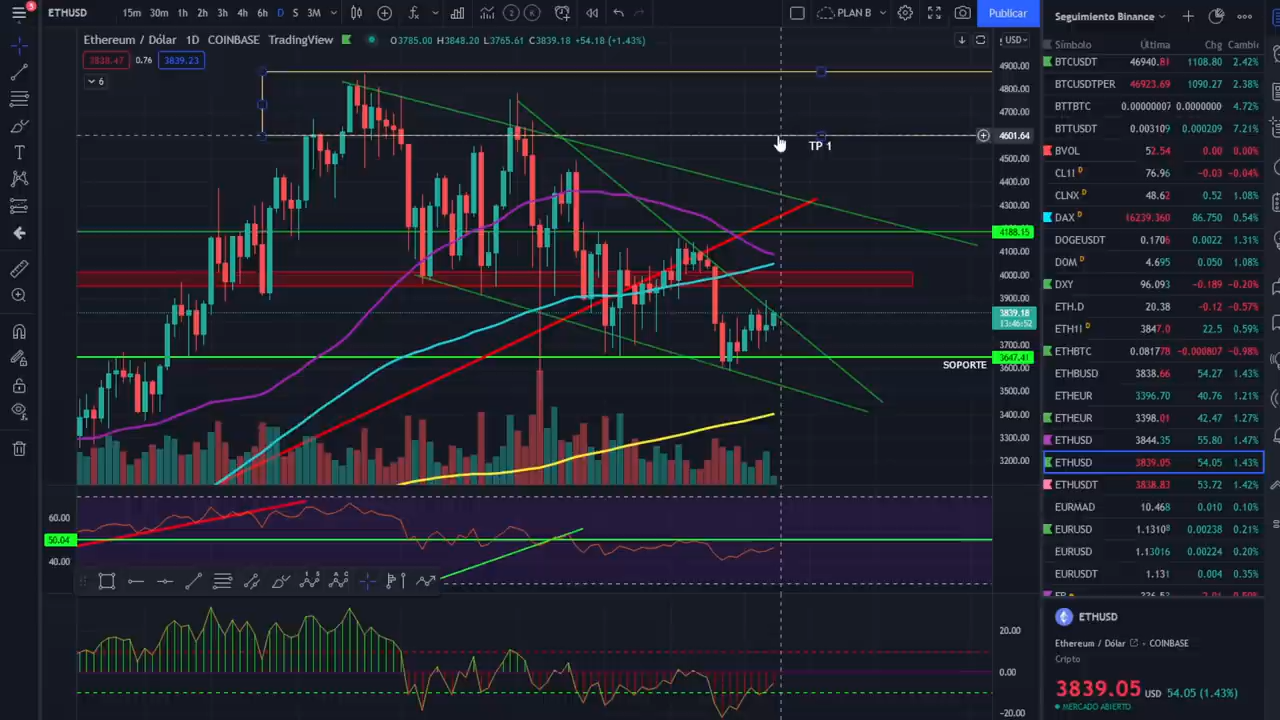 5
ETHUSD 15m 30m 1h 2h 3h 4h 6h D S 3M PLAN B Publicar
Ethereum / Dólar 1D COINBASE TradingView O3785.00 H3848.20 L3765.61 C3839.18 +54.18 (+1.43%) USD
3838.47 0.76 3839.23
6
4900.00
4800.00
4700.00
4601.64
TP 1
4500.00
4400.00
4300.00
4188.15
4100.00
4000.00
3900.00
3839.18
13:46:52
3700.00
3647.41
SOPORTE
3600.00
3500.00
3400.00
3300.00
3200.00
60.00
50.04
40.00
20.00
0.00
-20.00
Seguimiento Binance
Símbolo Última Chg Cambio
BTCUSDT 46940.81 1108.80 2.42%
BTCUSDTPER 46923.69 1090.27 2.38%
BTTBTC 0.00000007 0.0000000 4.72%
BTTUSDT 0.003109 0.000209 7.21%
BVOL 52.54 0.00 0.00%
CL1! D 76.96 -0.03 -0.04%
CLNX D 48.62 0.52 1.08%
DAX D 16239.360 86.750 0.54%
DOGEUSDT 0.1706 0.0022 1.31%
DOM D 4.695 0.050 1.08%
DXY 96.093 -0.189 -0.20%
ETH.D 20.38 -0.12 -0.57%
ETH1! D 3847.0 22.5 0.59%
ETHBTC 0.081778 -0.000807 -0.98%
ETHBUSD 3838.66 54.27 1.43%
ETHEUR 3396.70 40.76 1.21%
ETHEUR 3398.01 42.47 1.27%
ETHUSD 3844.35 55.80 1.47%
ETHUSD 3839.05 54.05 1.43%
ETHUSDT 3838.83 53.72 1.42%
EURMAD 10.468 0.010 0.10%
EURUSD 1.13108 0.00238 0.21%
EURUSD 1.13016 0.00224 0.20%
EURUSDT 1.131 0.004 0.35%
ETHUSD
Ethereum / Dólar COINBASE
Cripto
3839.05 USD 54.05 (1.43%)
MERCADO ABIERTO